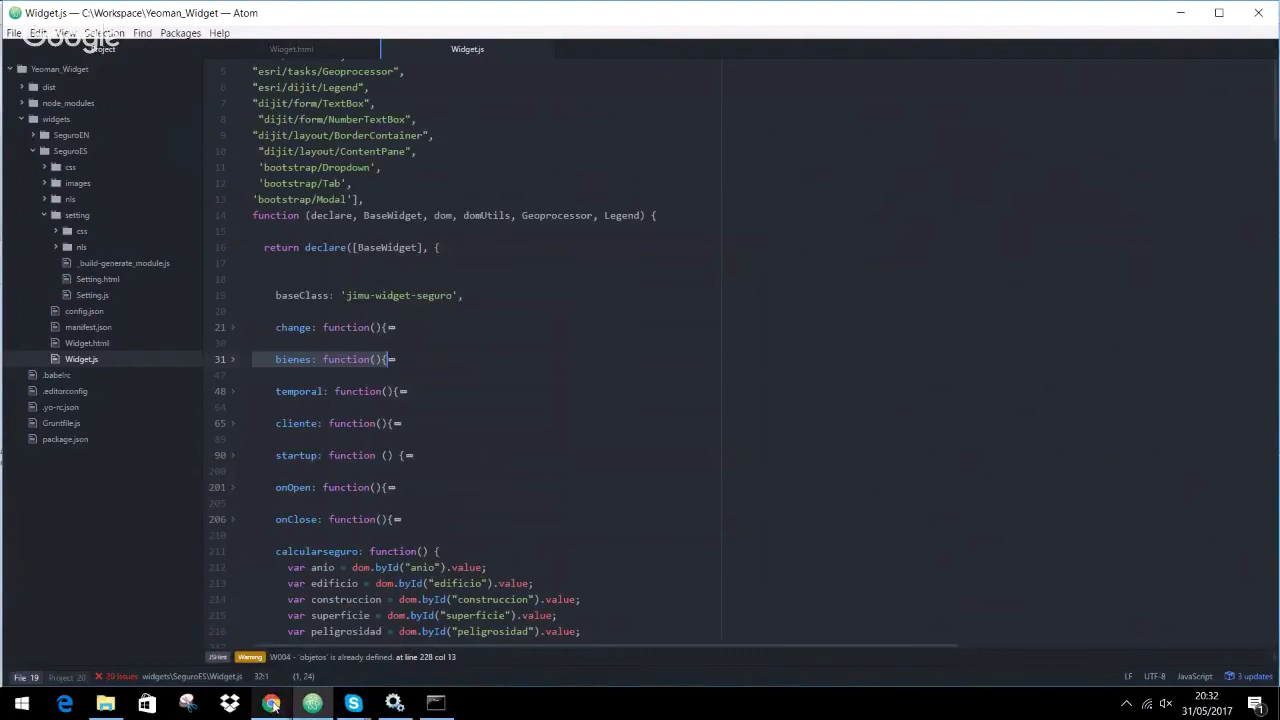 Widget.js — C:\Workspace\Yeoman_Widget — Atom
File Edit View Selection Find Packages Help
Google
Project
Widget.html
Widget.js
Yeoman_Widget
dist
node_modules
widgets
SeguroEN
SeguroES
css
images
nls
setting
css
nls
_build-generate_module.js
Setting.html
Setting.js
config.json
manifest.json
Widget.html
Widget.js
.babelrc
.editorconfig
.yo-rc.json
Gruntfile.js
package.json
5 "esri/tasks/Geoprocessor",
6 "esri/dijit/Legend",
7 "dijit/form/TextBox",
8 "dijit/form/NumberTextBox",
9 "dijit/layout/BorderContainer",
10 "dijit/layout/ContentPane",
11 'bootstrap/Dropdown',
12 'bootstrap/Tab',
13 'bootstrap/Modal'],
14 function (declare, BaseWidget, dom, domUtils, Geoprocessor, Legend) {
15
16 return declare([BaseWidget], {
17
18
19 baseClass: 'jimu-widget-seguro',
20
21 change: function(){
31 bienes: function(){
47
48 temporal: function(){
64
65 cliente: function(){
89
90 startup: function () {
200
201 onOpen: function(){
205
206 onClose: function(){
210
211 calcularseguro: function() {
212 var anio = dom.byId("anio").value;
213 var edificio = dom.byId("edificio").value;
214 var construccion = dom.byId("construccion").value;
215 var superficie = dom.byId("superficie").value;
216 var peligrosidad = dom.byId("peligrosidad").value;
JSHint Warning W004 - 'objetos' is already defined. at line 228 col 13
File 19 Project 20 20 Issues widgets\SeguroES\Widget.js 32:1 (1, 24) LF UTF-8 JavaScript 3 updates
20:32
31/05/2017
1